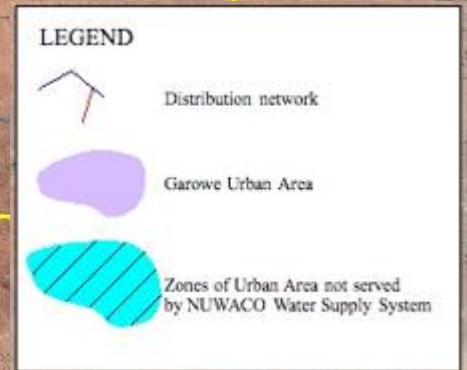 LEGEND
Distribution network
Garowe Urban Area
Zones of Urban Area not served
by NUWACO Water Supply System